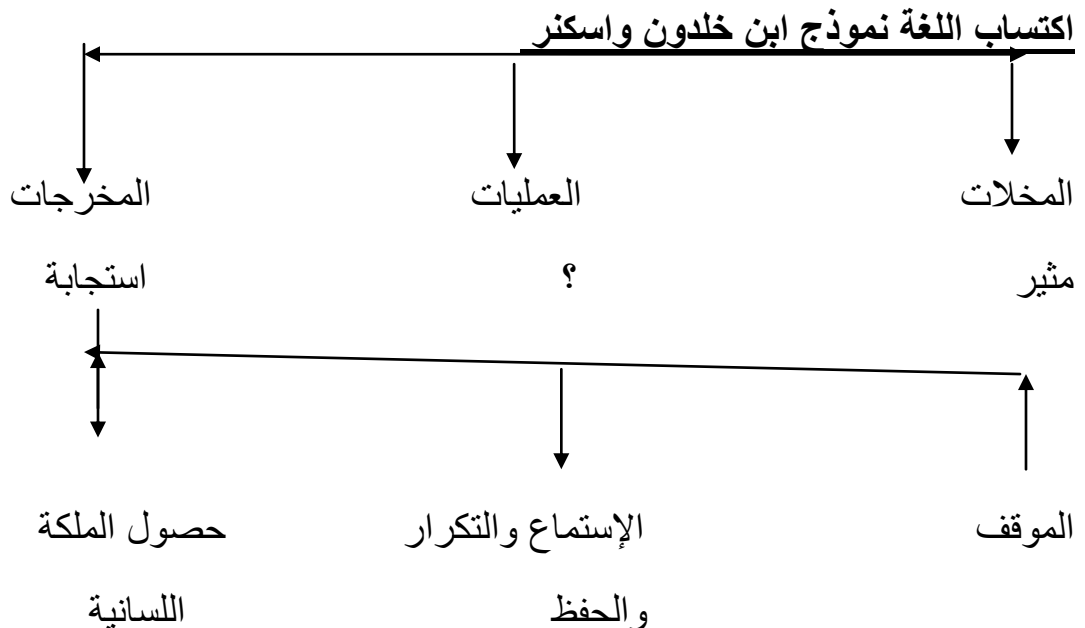 اكتساب اللغة نموذج ابن خلدون واسكنر
المخلات العمليات المخرجات
مثير ؟ استجابة
الموقف الإستماع والتكرار حصول الملكة
والحفظ اللسانية